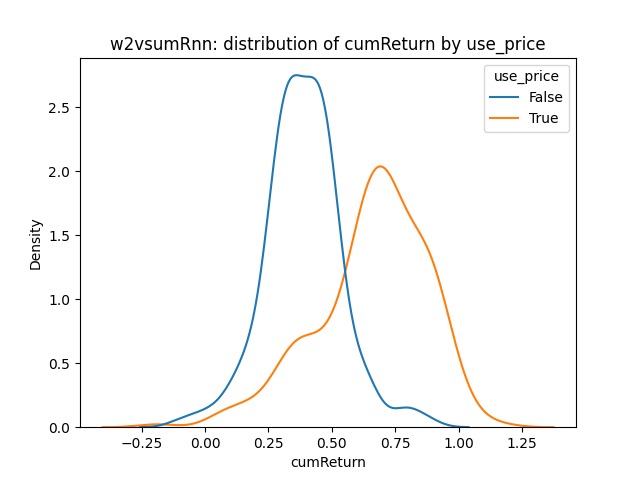 w2vsumRnn: distribution of cumReturn by use_price
use_price
False
True
Density
2.5
2.0
1.5
1.0
0.5
0.0
−0.25
0.00
0.25
0.50
0.75
1.00
1.25
cumReturn